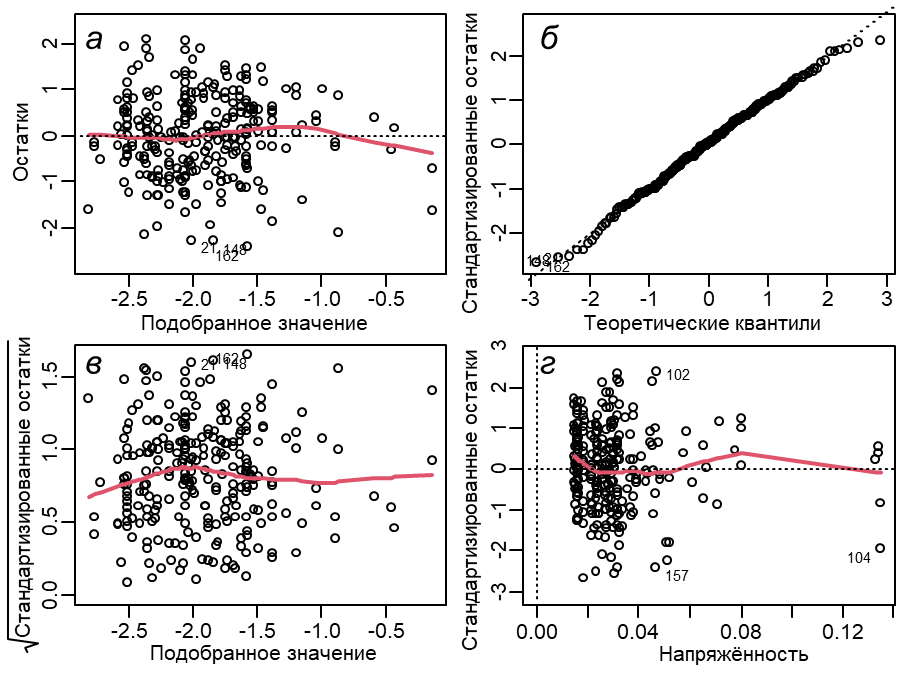 а
Остатки
2
1
0
-1
-2
21 148
162
-2.5 -2.0 -1.5 -1.0 -0.5
Подобранное значение
б
Стандартизированные остатки
2
1
0
-1
-2
148
162
-3 -2 -1 0 1 2 3
Теоретические квантили
в
√Стандартизированные остатки
1.5
1.0
0.5
0.0
162
21 148
-2.5 -2.0 -1.5 -1.0 -0.5
Подобранное значение
г
Стандартизированные остатки
3
2
1
0
-1
-2
-3
102
157
104
0.00 0.04 0.08 0.12
Напряжённость